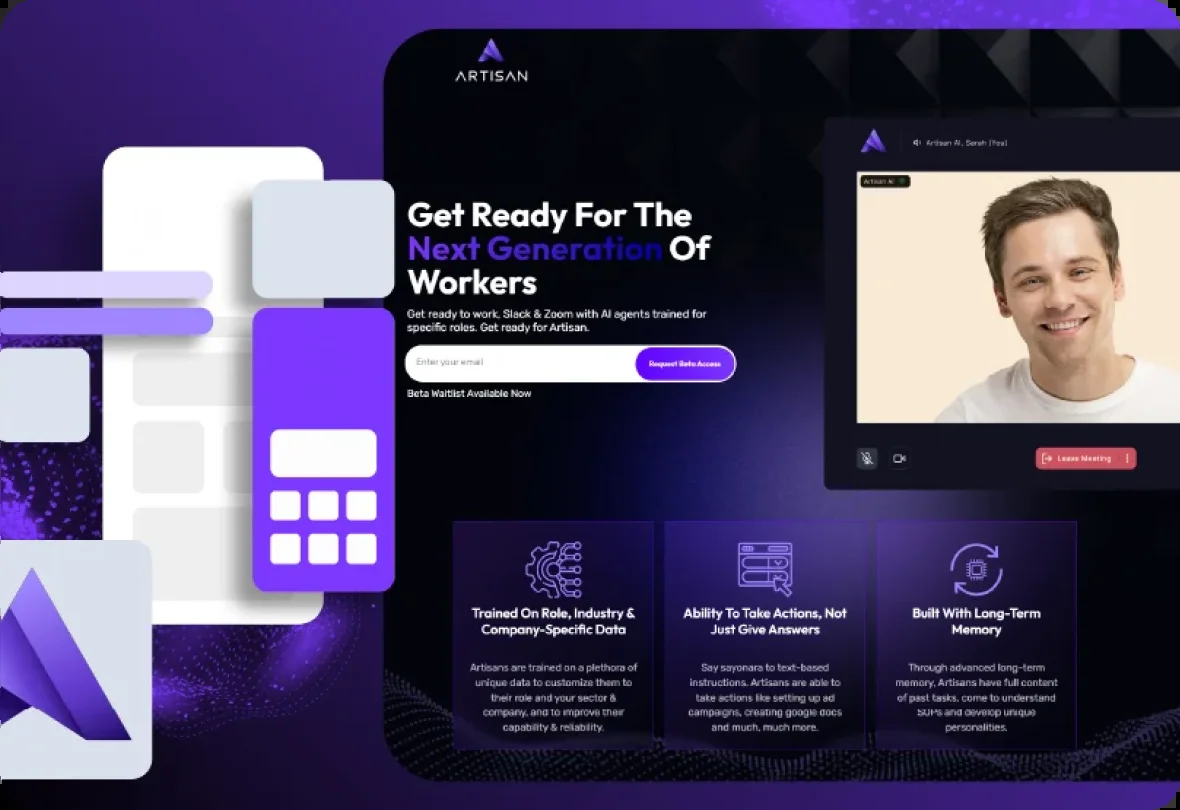 ARTISAN
Get Ready For The
Next Generation Of
Workers
Get ready to work, Slack & Zoom with AI agents trained for
specific roles. Get ready for Artisan.
Enter your email
Request Beta Access
Beta Waitlist Available Now
Artisan AI, Sarah (You)
Artisan AI
Leave Meeting
Trained On Role, Industry &
Company-Specific Data
Artisans are trained on a plethora of
unique data to customize them to
their role and your sector &
company, and to improve their
capability & reliability.
Ability To Take Actions, Not
Just Give Answers
Say sayonara to text-based
instructions. Artisans are able to
take actions like setting up ad
campaigns, creating google docs
and much, much more.
Built With Long-Term
Memory
Through advanced long-term
memory, Artisans have full content
of past tasks, come to understand
SOPs and develop unique
personalities.